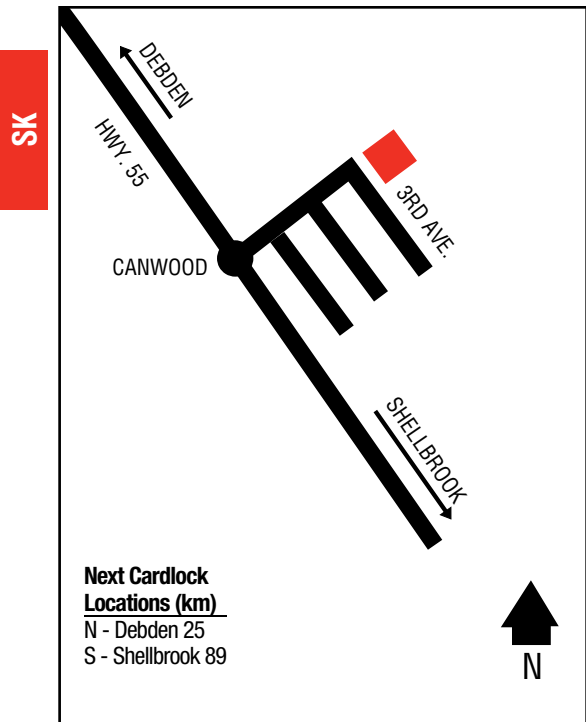 SK
DEBDEN
HWY. 55
3RD AVE.
CANWOOD
SHELLBROOK
Next Cardlock
Locations (km)
N - Debden 25
S - Shellbrook 89
N